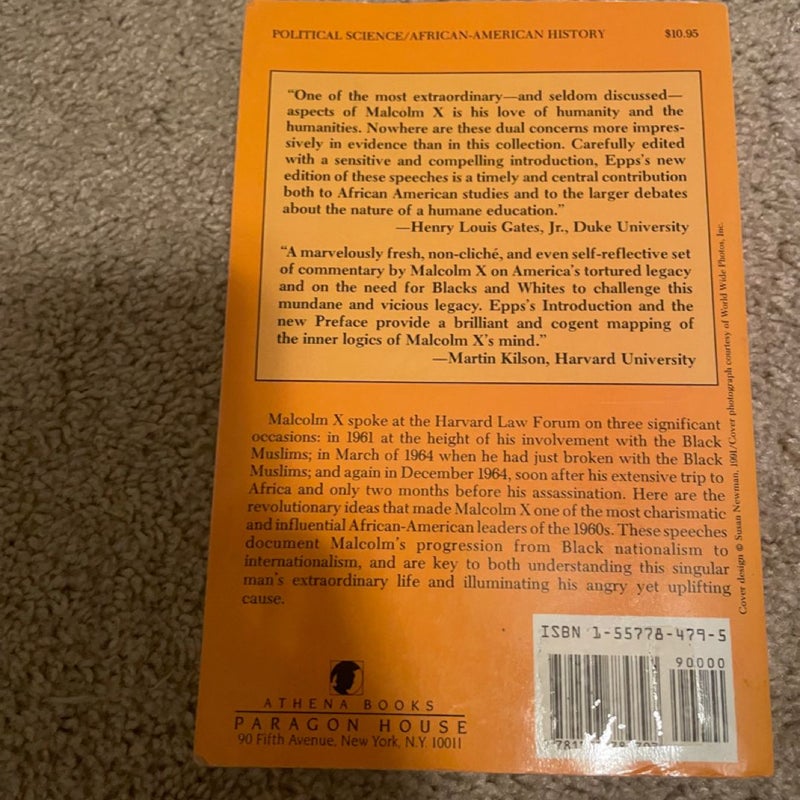 POLITICAL SCIENCE/AFRICAN-AMERICAN HISTORY $10.95
“One of the most extraordinary—and seldom discussed—
aspects of Malcolm X is his love of humanity and the
humanities. Nowhere are these dual concerns more impres-
sively in evidence than in this collection. Carefully edited
with a sensitive and compelling introduction, Epps’s new
edition of these speeches is a timely and central contribution
both to African American studies and to the larger debates
about the nature of a humane education.”
—Henry Louis Gates, Jr., Duke University
“A marvelously fresh, non-cliché, and even self-reflective set
of commentary by Malcolm X on America’s tortured legacy
and on the need for Blacks and Whites to challenge this
mundane and vicious legacy. Epps’s Introduction and the
new Preface provide a brilliant and cogent mapping of
the inner logics of Malcolm X’s mind.”
—Martin Kilson, Harvard University
Malcolm X spoke at the Harvard Law Forum on three significant
occasions: in 1961 at the height of his involvement with the Black
Muslims; in March of 1964 when he had just broken with the Black
Muslims; and again in December 1964, soon after his extensive trip to
Africa and only two months before his assassination. Here are the
revolutionary ideas that made Malcolm X one of the most charismatic
and influential African-American leaders of the 1960s. These speeches
document Malcolm’s progression from Black nationalism to
internationalism, and are key to both understanding this singular
man’s extraordinary life and illuminating his angry yet uplifting
cause.
Cover design © Susan Newman, 1991/Cover photograph courtesy of World Wide Photos, Inc.
ISBN 1-55778-479-5
90000
ATHENA BOOKS
PARAGON HOUSE
90 Fifth Avenue, New York, N.Y. 10011